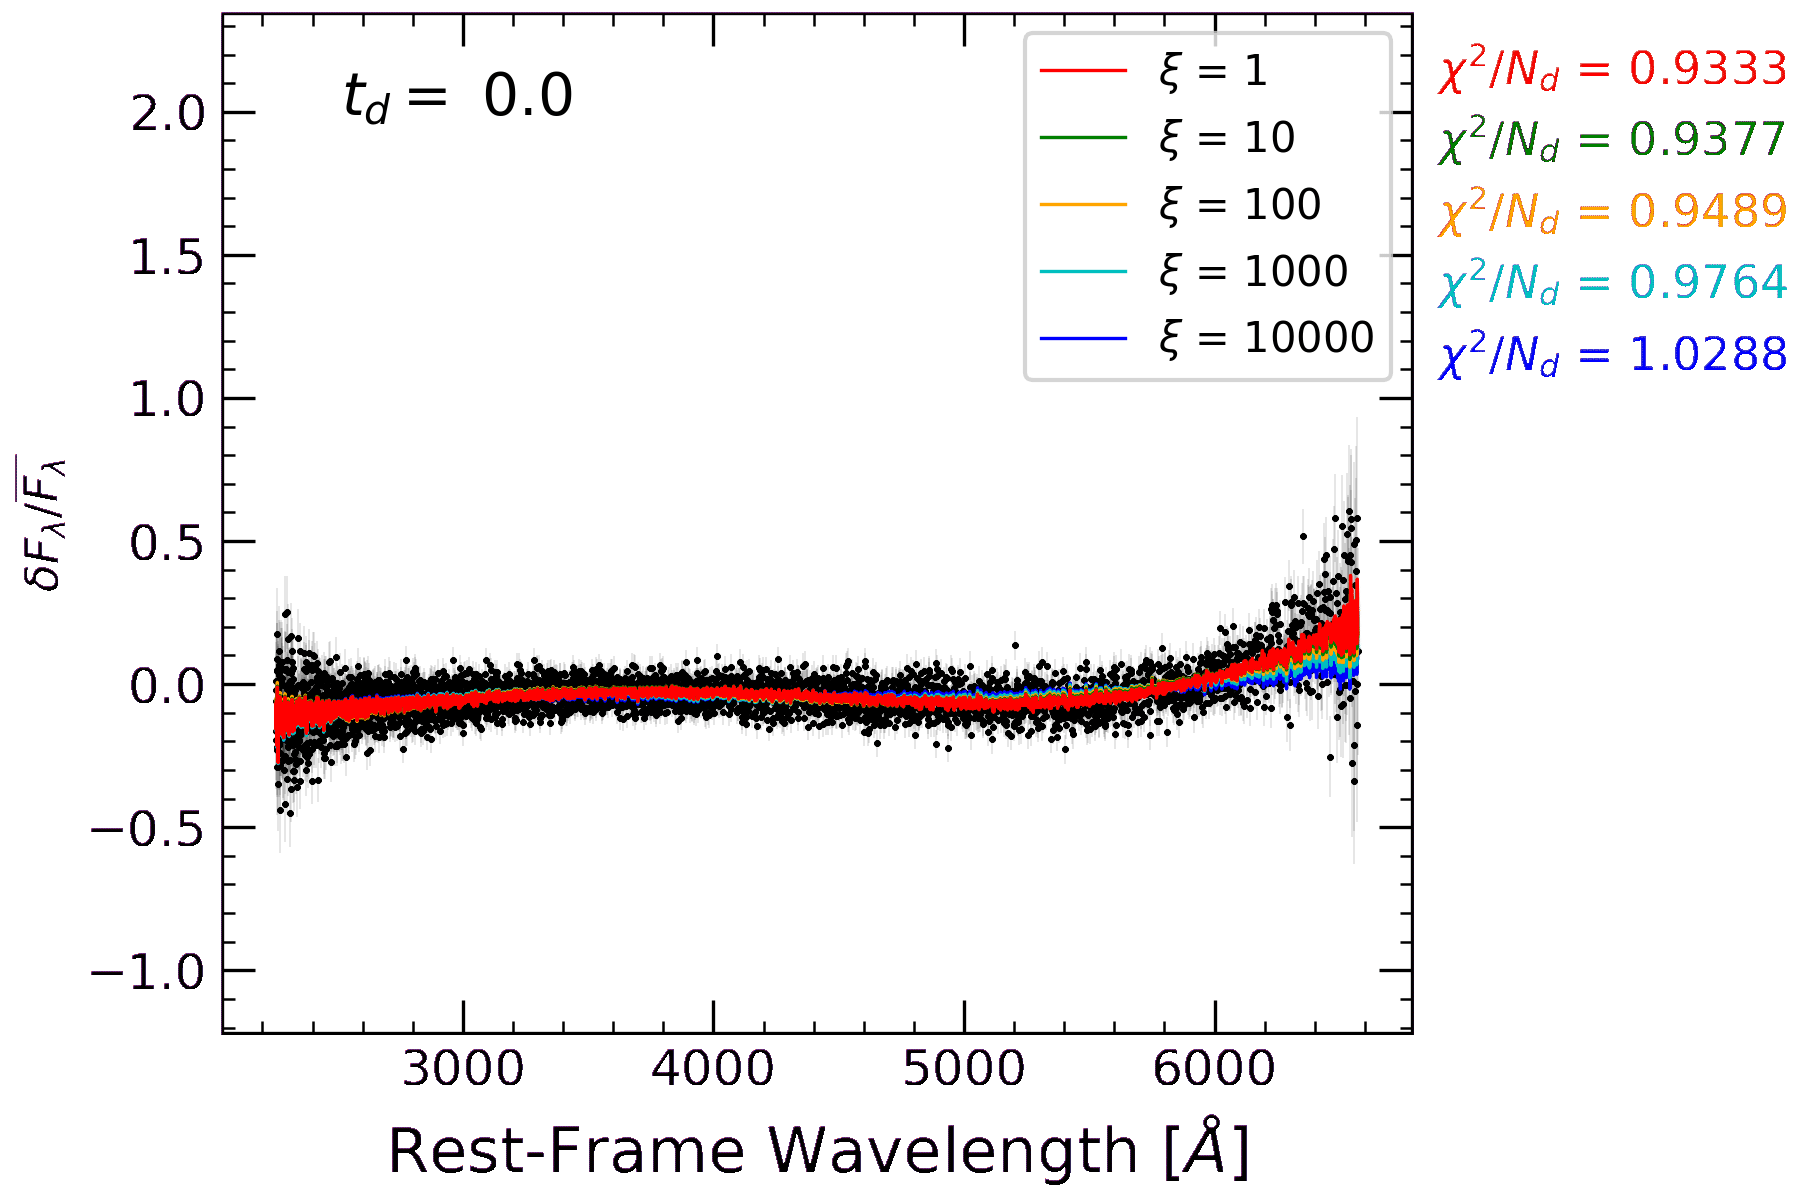 t_d = 0.0
ξ = 1
ξ = 10
ξ = 100
ξ = 1000
ξ = 10000
χ²/N_d = 0.9333
χ²/N_d = 0.9377
χ²/N_d = 0.9489
χ²/N_d = 0.9764
χ²/N_d = 1.0288
2.0
1.5
1.0
0.5
0.0
−0.5
−1.0
δF_λ/F̅_λ
3000 4000 5000 6000
Rest-Frame Wavelength [Å]